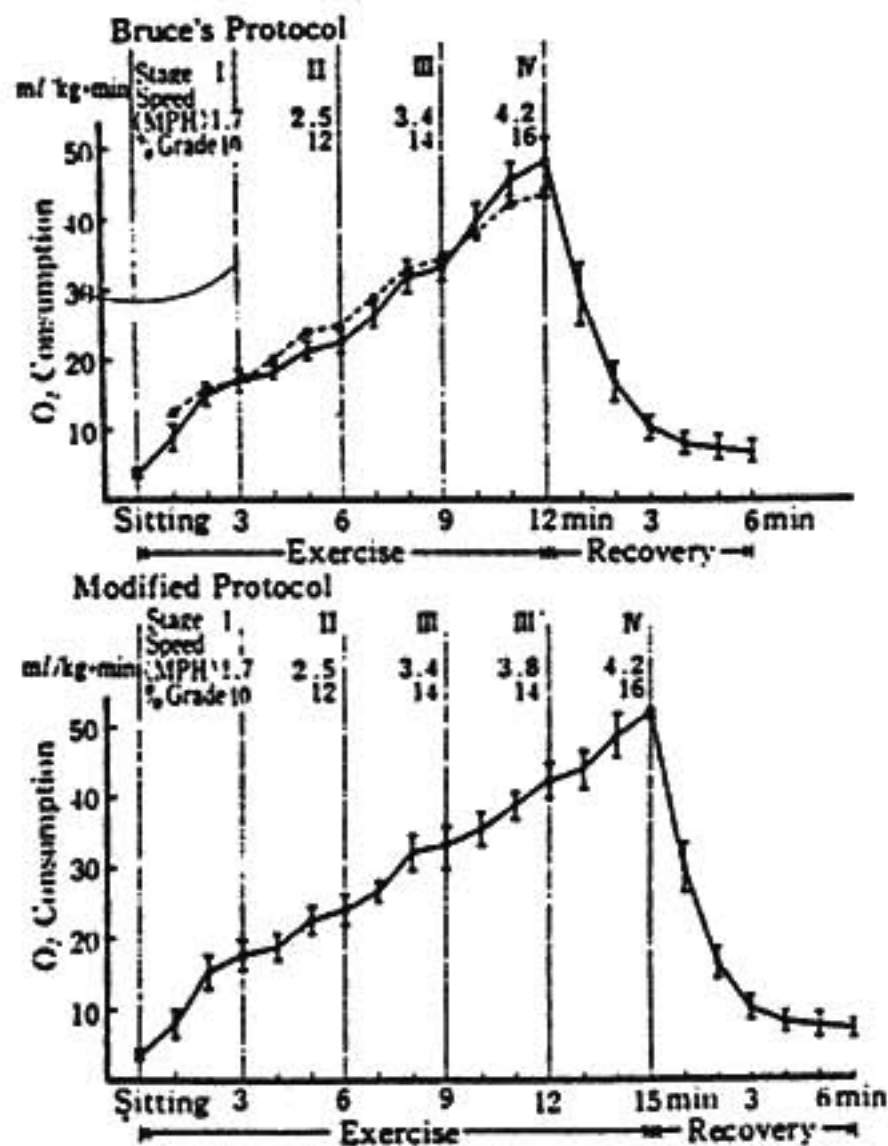 Bruce's Protocol
Stage I II III IV
ml/kg·min Speed
(MPH) 1.7 2.5 3.4 4.2
% Grade 10 12 14 16
50
40
30
20
10
O₂ Consumption
Sitting 3 6 9 12 min 3 6 min
Exercise Recovery
Modified Protocol
Stage I II III III' IV
Speed
ml/kg·min (MPH) 1.7 2.5 3.4 3.8 4.2
% Grade 10 12 14 14 16
50
40
30
20
10
O₂ Consumption
Sitting 3 6 9 12 15 min 3 6 min
Exercise Recovery